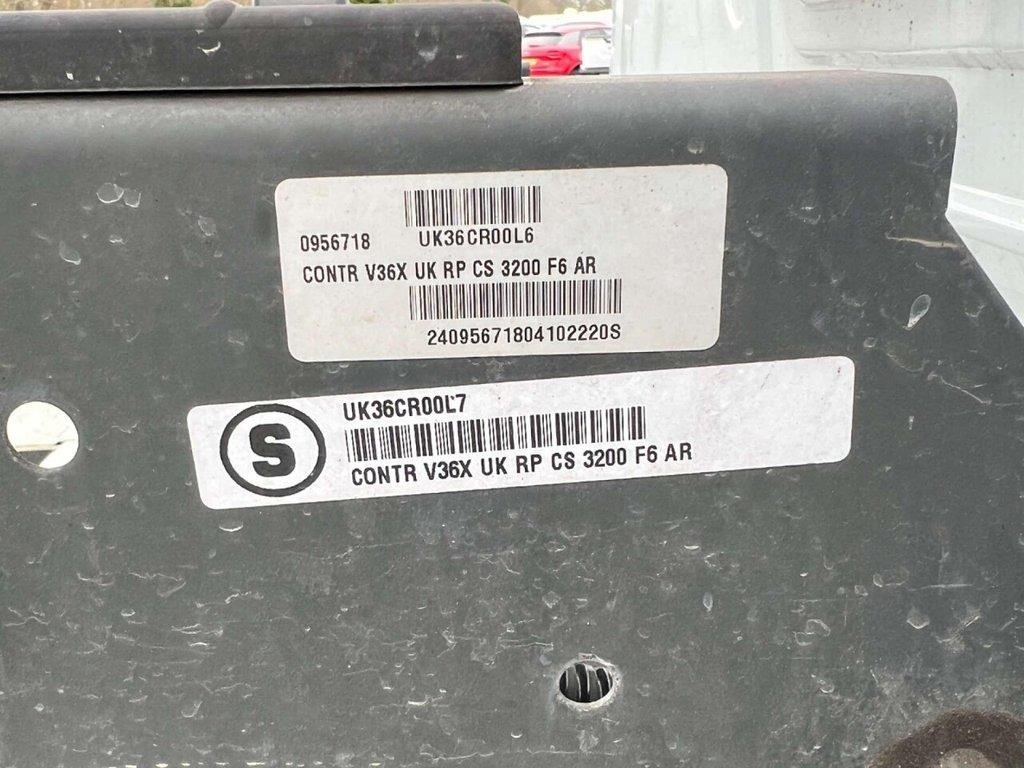 0956718 UK36CR00L6
CONTR V36X UK RP CS 3200 F6 AR
24095671804102220S
S
UK36CR00L7
CONTR V36X UK RP CS 3200 F6 AR